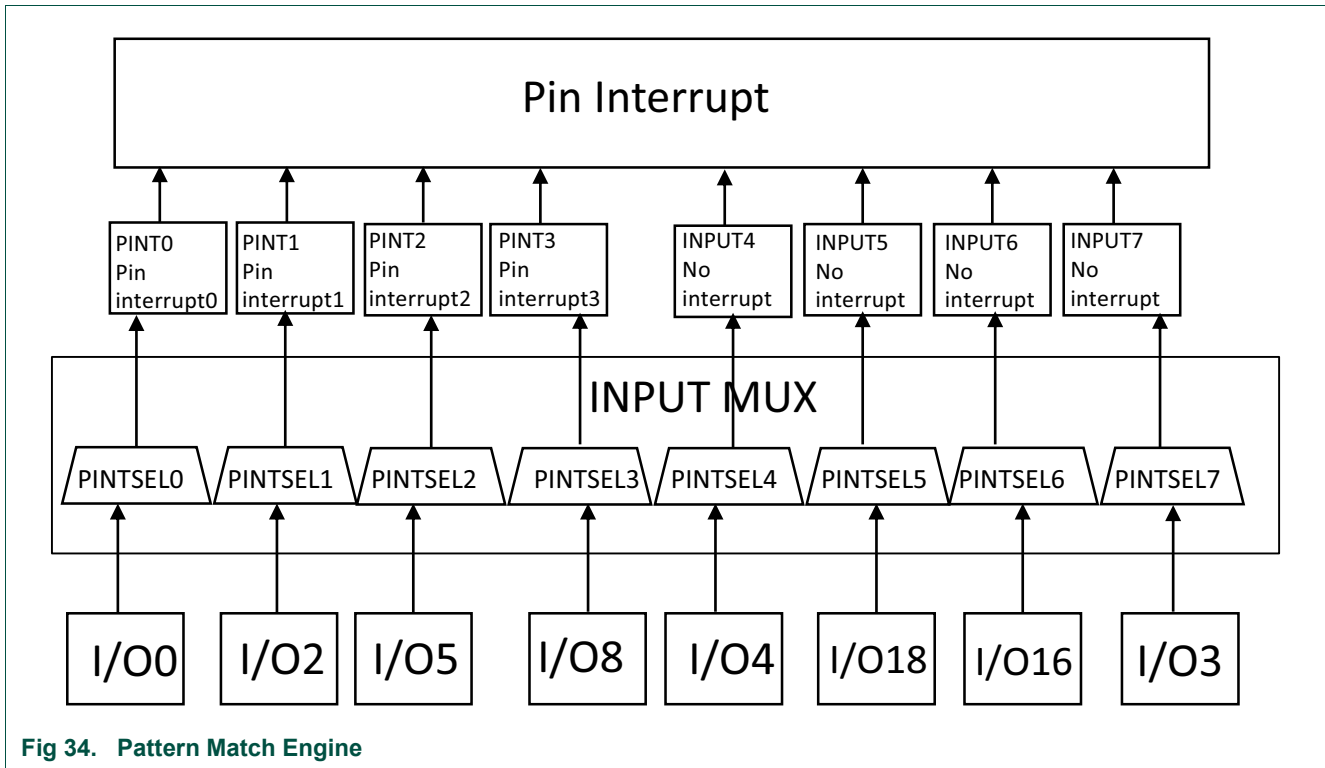 Pin Interrupt
PINT0
Pin
interrupt0
PINT1
Pin
interrupt1
PINT2
Pin
interrupt2
PINT3
Pin
interrupt3
INPUT4
No
interrupt
INPUT5
No
interrupt
INPUT6
No
interrupt
INPUT7
No
interrupt
INPUT MUX
PINTSEL0
PINTSEL1
PINTSEL2
PINTSEL3
PINTSEL4
PINTSEL5
PINTSEL6
PINTSEL7
I/O0
I/O2
I/O5
I/O8
I/O4
I/O18
I/O16
I/O3
Fig 34. Pattern Match Engine